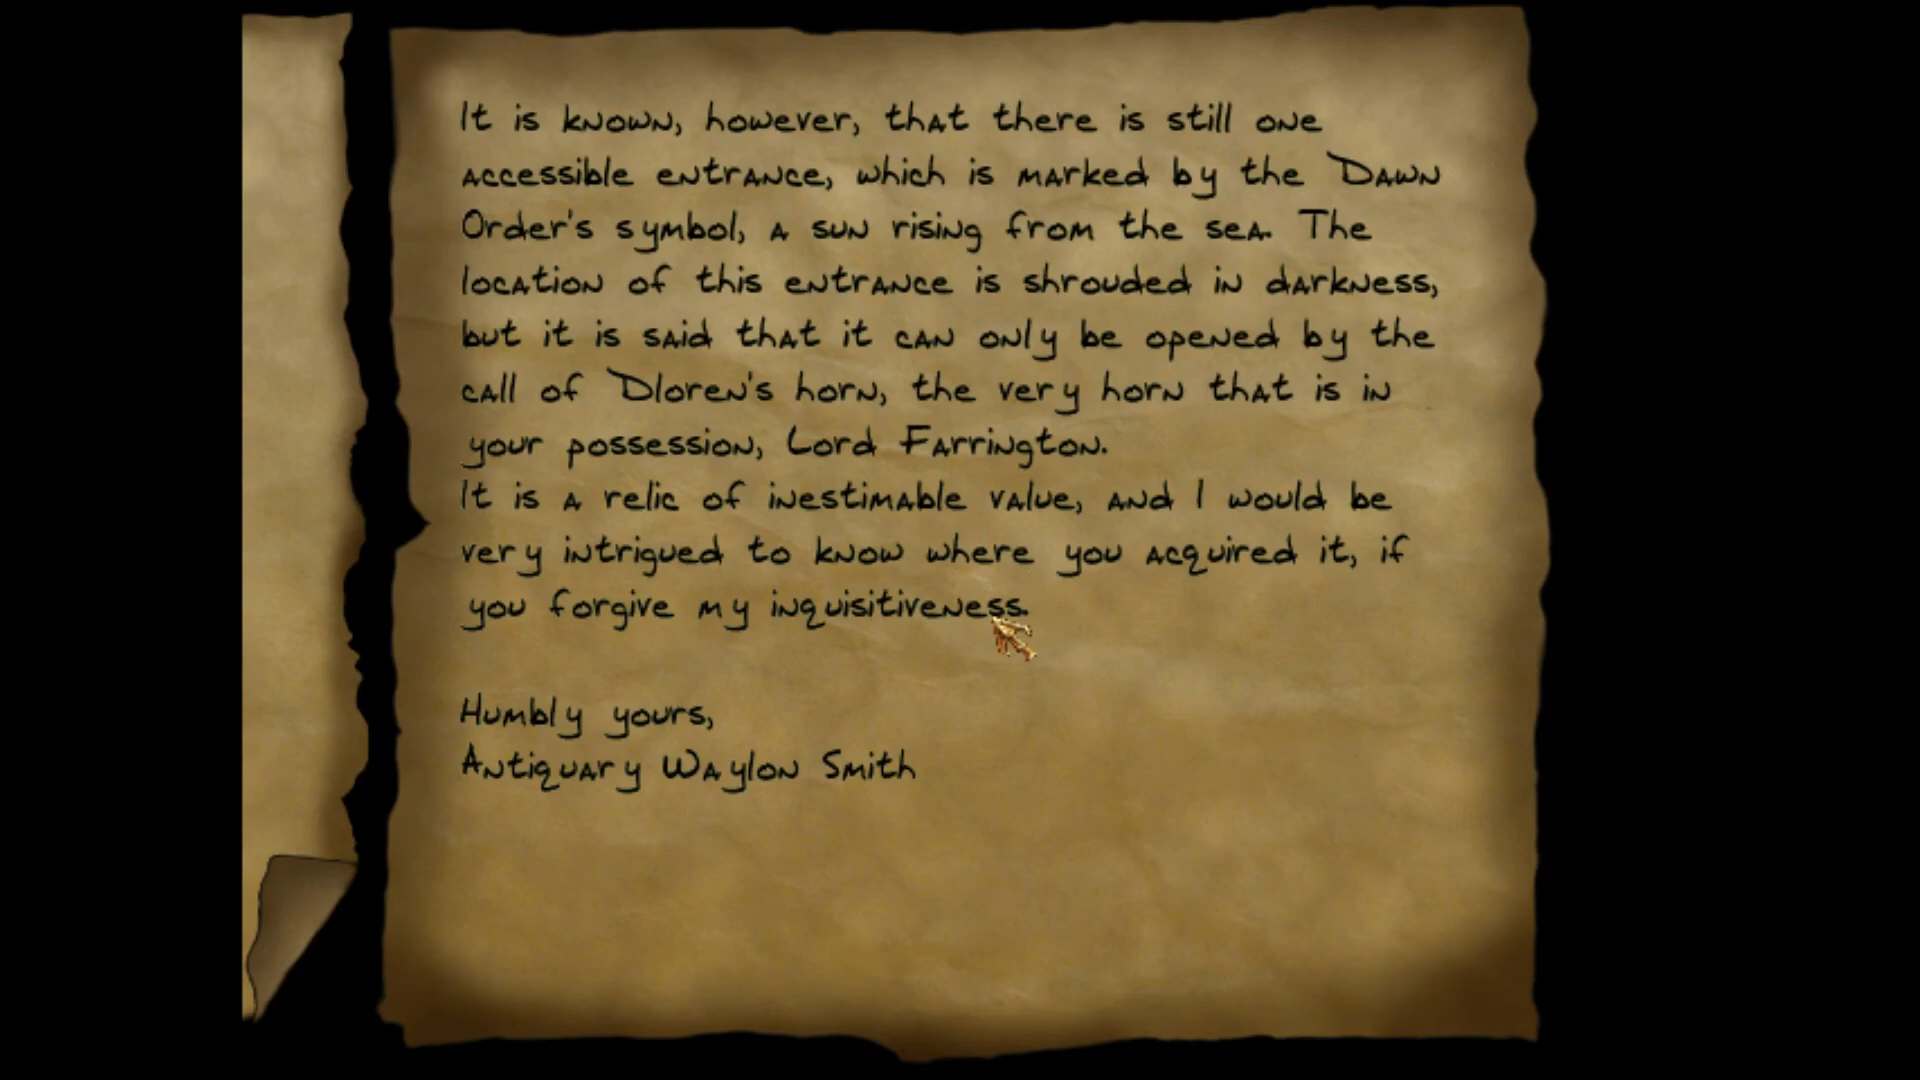 It is known, however, that there is still one
accessible entrance, which is marked by the Dawn
Order's symbol, a sun rising from the sea. The
location of this entrance is shrouded in darkness,
but it is said that it can only be opened by the
call of Dloren's horn, the very horn that is in
your possession, Lord Farrington.
It is a relic of inestimable value, and I would be
very intrigued to know where you acquired it, if
you forgive my inquisitiveness.
Humbly yours,
Antiquary Waylon Smith